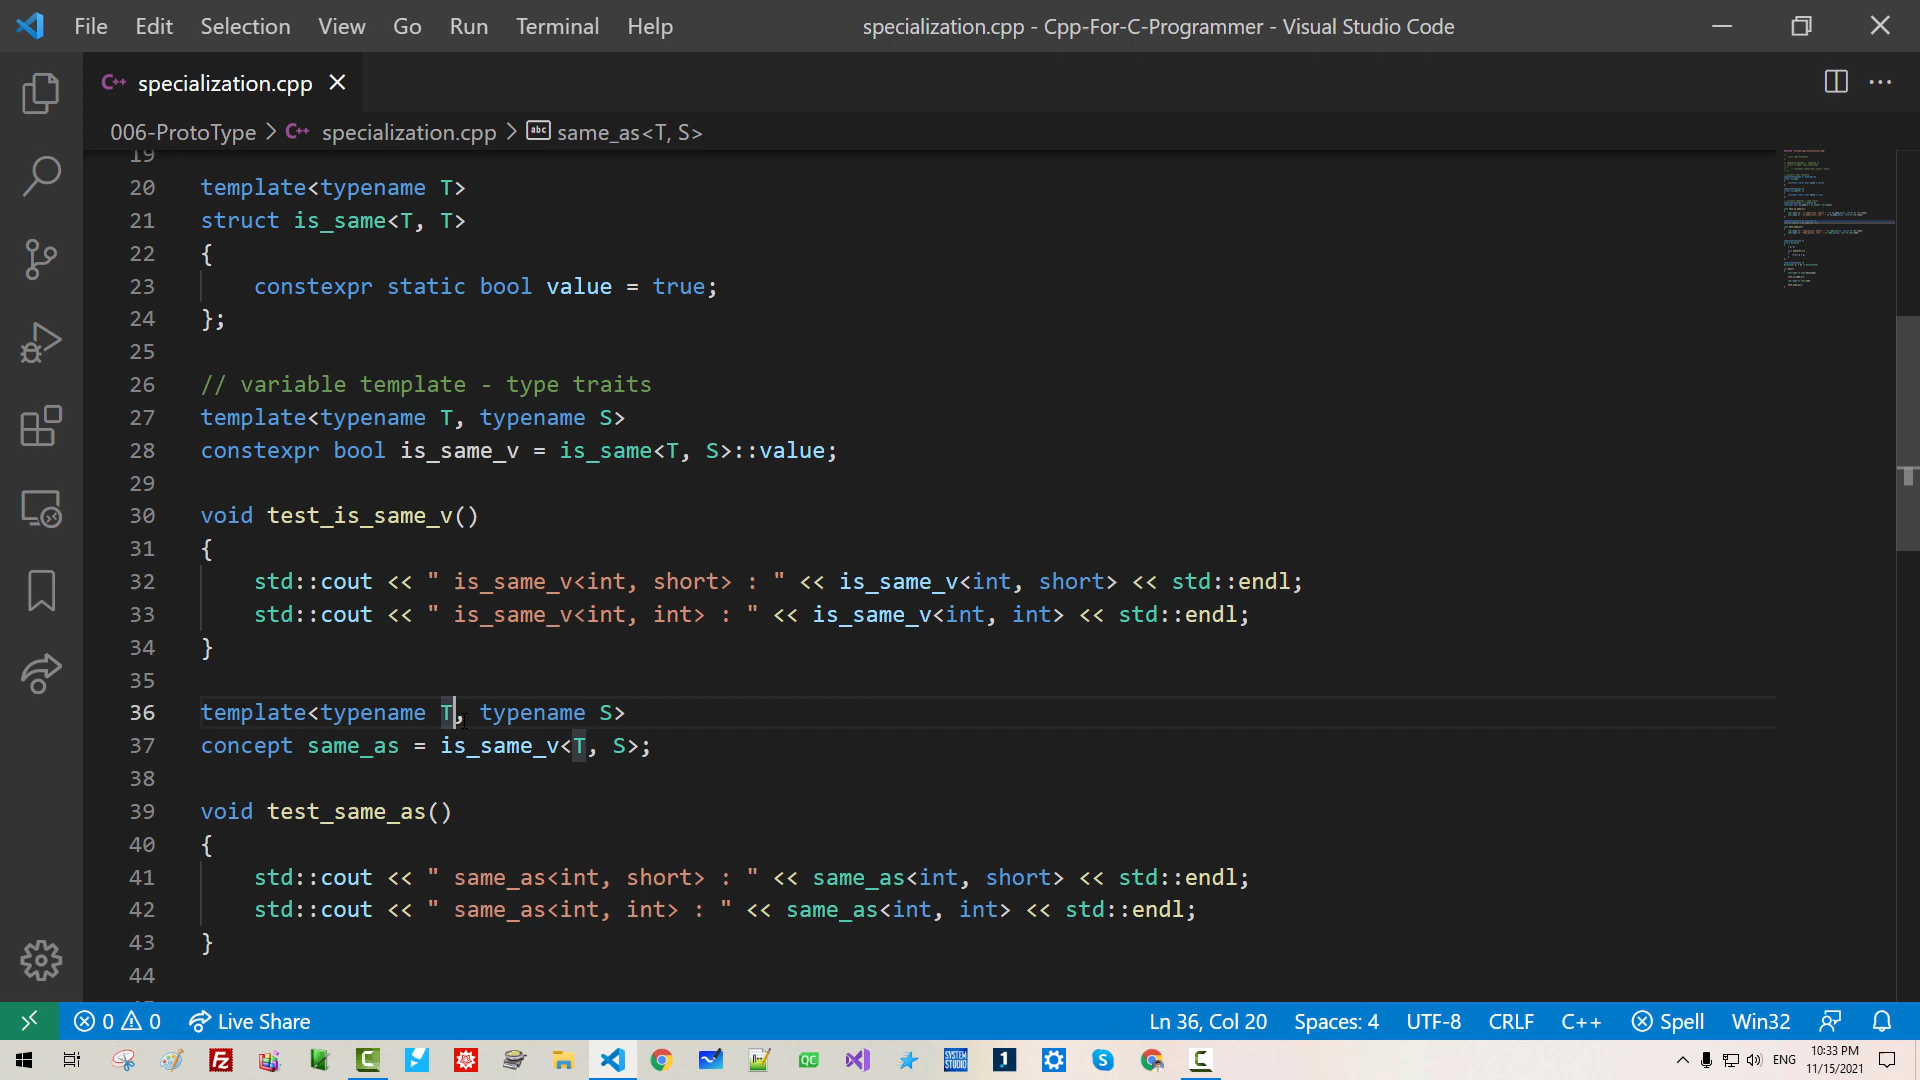 File Edit Selection View Go Run Terminal Help specialization.cpp - Cpp-For-C-Programmer - Visual Studio Code
C++ specialization.cpp
006-ProtoType > C++ specialization.cpp > abc same_as<T, S>
19
20 template<typename T>
21 struct is_same<T, T>
22 {
23 constexpr static bool value = true;
24 };
25
26 // variable template - type traits
27 template<typename T, typename S>
28 constexpr bool is_same_v = is_same<T, S>::value;
29
30 void test_is_same_v()
31 {
32 std::cout << " is_same_v<int, short> : " << is_same_v<int, short> << std::endl;
33 std::cout << " is_same_v<int, int> : " << is_same_v<int, int> << std::endl;
34 }
35
36 template<typename T, typename S>
37 concept same_as = is_same_v<T, S>;
38
39 void test_same_as()
40 {
41 std::cout << " same_as<int, short> : " << same_as<int, short> << std::endl;
42 std::cout << " same_as<int, int> : " << same_as<int, int> << std::endl;
43 }
44
0 0 Live Share Ln 36, Col 20 Spaces: 4 UTF-8 CRLF C++ Spell Win32
QC SYSTEM STUDIO 1 ENG 10:33 PM
11/15/2021